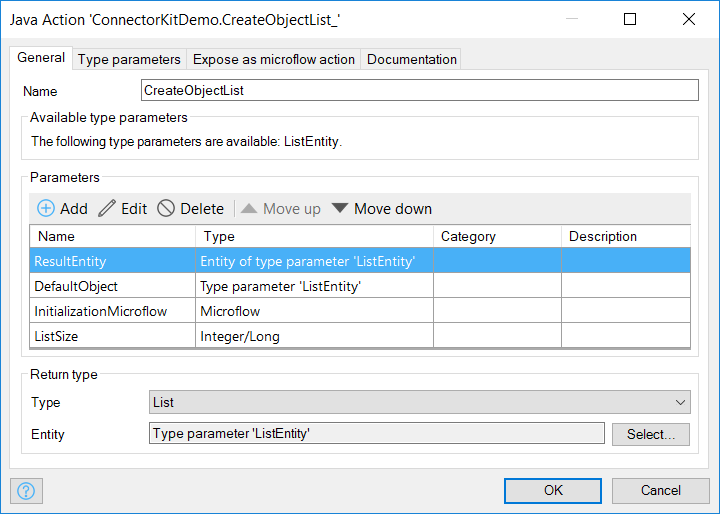 Java Action 'ConnectorKitDemo.CreateObjectList_'
General Type parameters Expose as microflow action Documentation
Name CreateObjectList
Available type parameters
The following type parameters are available: ListEntity.
Parameters
Add Edit Delete Move up Move down
Name Type Category Description
ResultEntity Entity of type parameter 'ListEntity'
DefaultObject Type parameter 'ListEntity'
InitializationMicroflow Microflow
ListSize Integer/Long
Return type
Type List
Entity Type parameter 'ListEntity' Select...
? OK Cancel